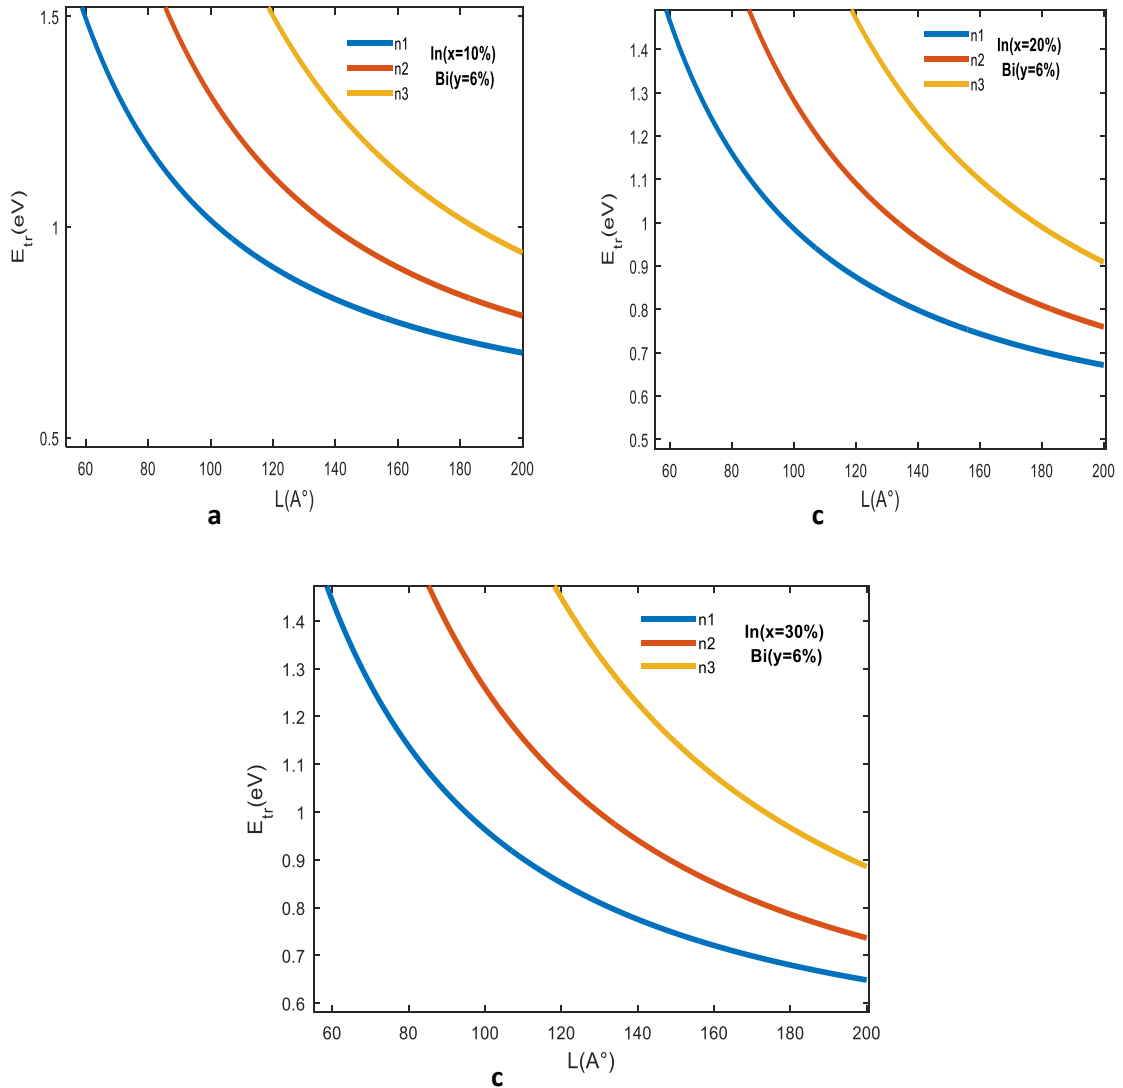 1.5
1
0.5
E_tr(eV)
60 80 100 120 140 160 180 200
L(A°)
n1
n2
n3
In(x=10%)
Bi(y=6%)
a
1.4
1.3
1.2
1.1
1
0.9
0.8
0.7
0.6
0.5
E_tr(eV)
60 80 100 120 140 160 180 200
L(A°)
n1
n2
n3
In(x=20%)
Bi(y=6%)
c
1.4
1.3
1.2
1.1
1
0.9
0.8
0.7
0.6
E_tr(eV)
60 80 100 120 140 160 180 200
L(A°)
n1
n2
n3
In(x=30%)
Bi(y=6%)
c